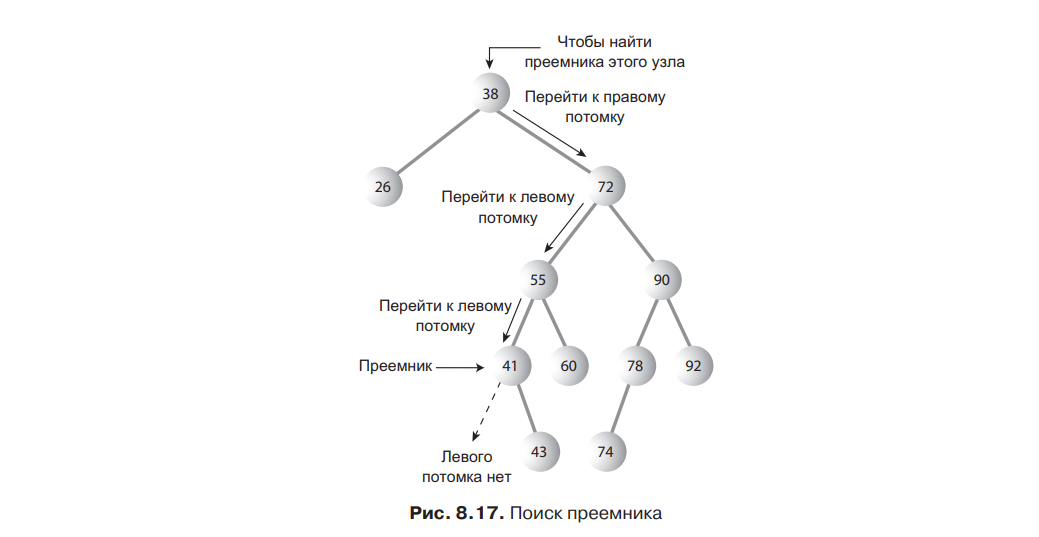 Чтобы найти
преемника этого узла
38
Перейти к правому
потомку
26
72
Перейти к левому
потомку
55
90
Перейти к левому
потомку
Преемник
41
60
78
92
43
74
Левого
потомка нет
Рис. 8.17. Поиск преемника